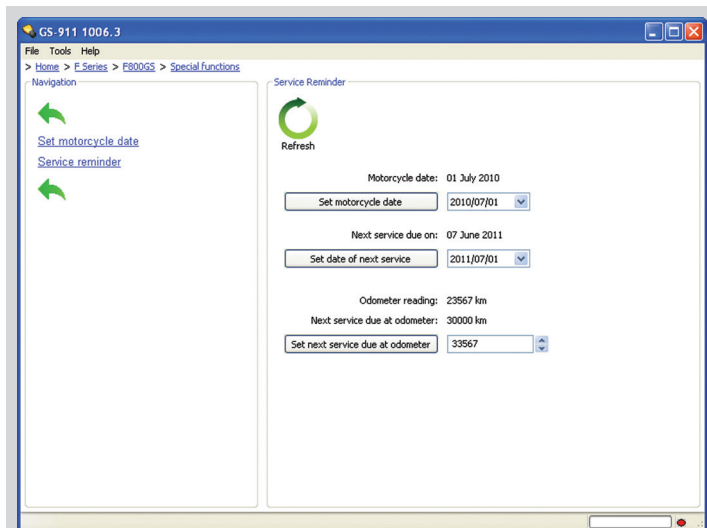 GS-911 1006.3
File Tools Help
> Home > F Series > F800GS > Special functions
Navigation
Set motorcycle date
Service reminder
Service Reminder
Refresh
Motorcycle date: 01 July 2010
Set motorcycle date 2010/07/01
Next service due on: 07 June 2011
Set date of next service 2011/07/01
Odometer reading: 23567 km
Next service due at odometer: 30000 km
Set next service due at odometer 33567